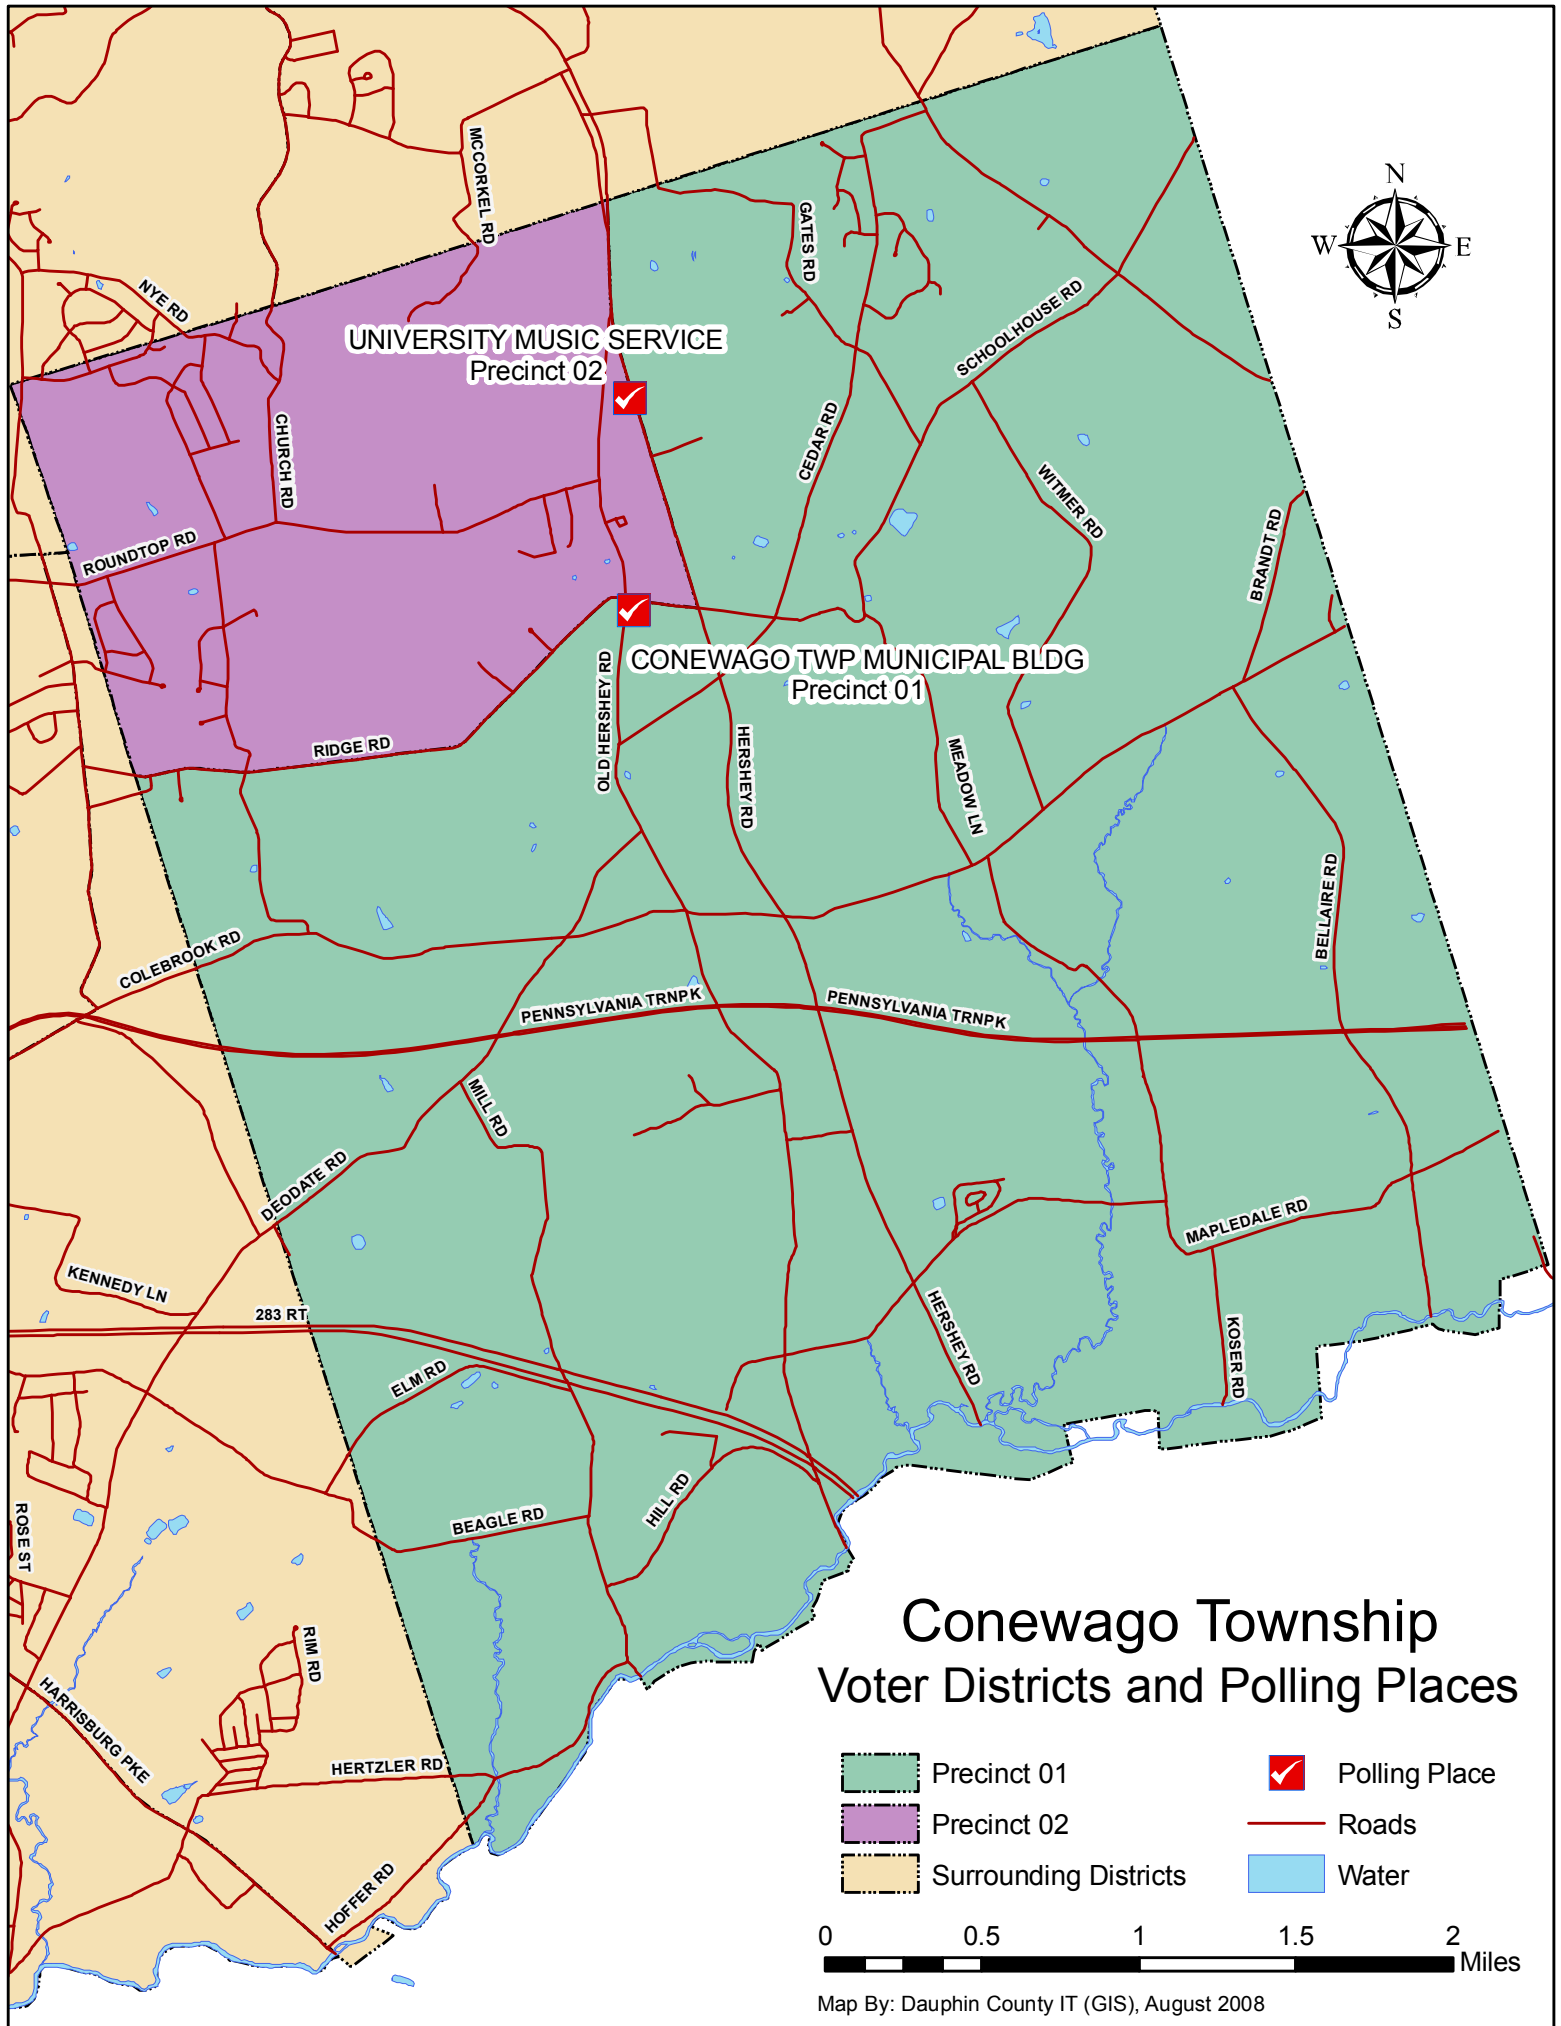 MCCORKEL RD
GATES RD
N
W
E
S
NYE RD
SCHOOLHOUSE RD
UNIVERSITY MUSIC SERVICE
Precinct 02
CHURCH RD
CEDAR RD
WITMER RD
BRANDT RD
ROUNDTOP RD
CONEWAGO TWP MUNICIPAL BLDG
Precinct 01
OLD HERSHEY RD
RIDGE RD
HERSHEY RD
MEADOW LN
BELLAIRE RD
COLEBROOK RD
PENNSYLVANIA TRNPK
PENNSYLVANIA TRNPK
MILL RD
DEODATE RD
MAPLEDALE RD
KENNEDY LN
283 RT
HERSHEY RD
KOSER RD
ELM RD
HILL RD
BEAGLE RD
ROSE ST
RIM RD
HARRISBURG PKE
HERTZLER RD
HOFFER RD
Conewago Township
Voter Districts and Polling Places
Precinct 01
Polling Place
Precinct 02
Roads
Surrounding Districts
Water
0 0.5 1 1.5 2
Miles
Map By: Dauphin County IT (GIS), August 2008